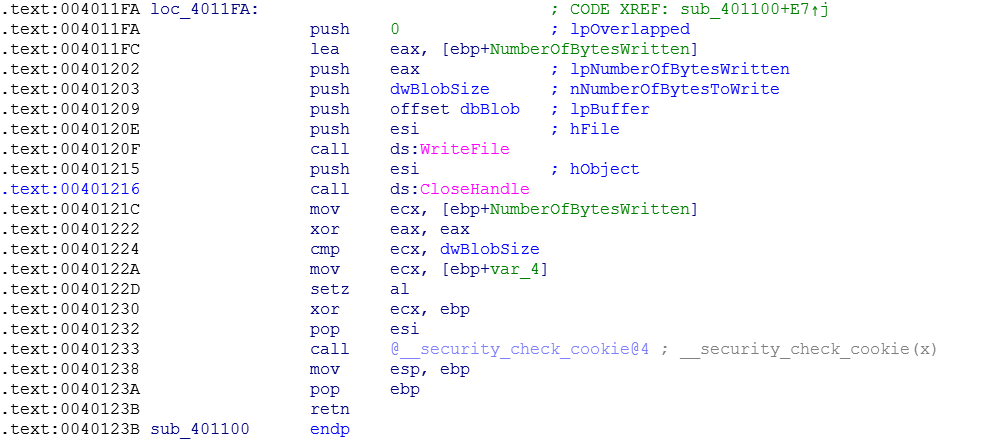 .text:004011FA loc_4011FA: ; CODE XREF: sub_401100+E7↑j
.text:004011FA push 0 ; lpOverlapped
.text:004011FC lea eax, [ebp+NumberOfBytesWritten]
.text:00401202 push eax ; lpNumberOfBytesWritten
.text:00401203 push dwBlobSize ; nNumberOfBytesToWrite
.text:00401209 push offset dbBlob ; lpBuffer
.text:0040120E push esi ; hFile
.text:0040120F call ds:WriteFile
.text:00401215 push esi ; hObject
.text:00401216 call ds:CloseHandle
.text:0040121C mov ecx, [ebp+NumberOfBytesWritten]
.text:00401222 xor eax, eax
.text:00401224 cmp ecx, dwBlobSize
.text:0040122A mov ecx, [ebp+var_4]
.text:0040122D setz al
.text:00401230 xor ecx, ebp
.text:00401232 pop esi
.text:00401233 call @__security_check_cookie@4 ; __security_check_cookie(x)
.text:00401238 mov esp, ebp
.text:0040123A pop ebp
.text:0040123B retn
.text:0040123B sub_401100 endp